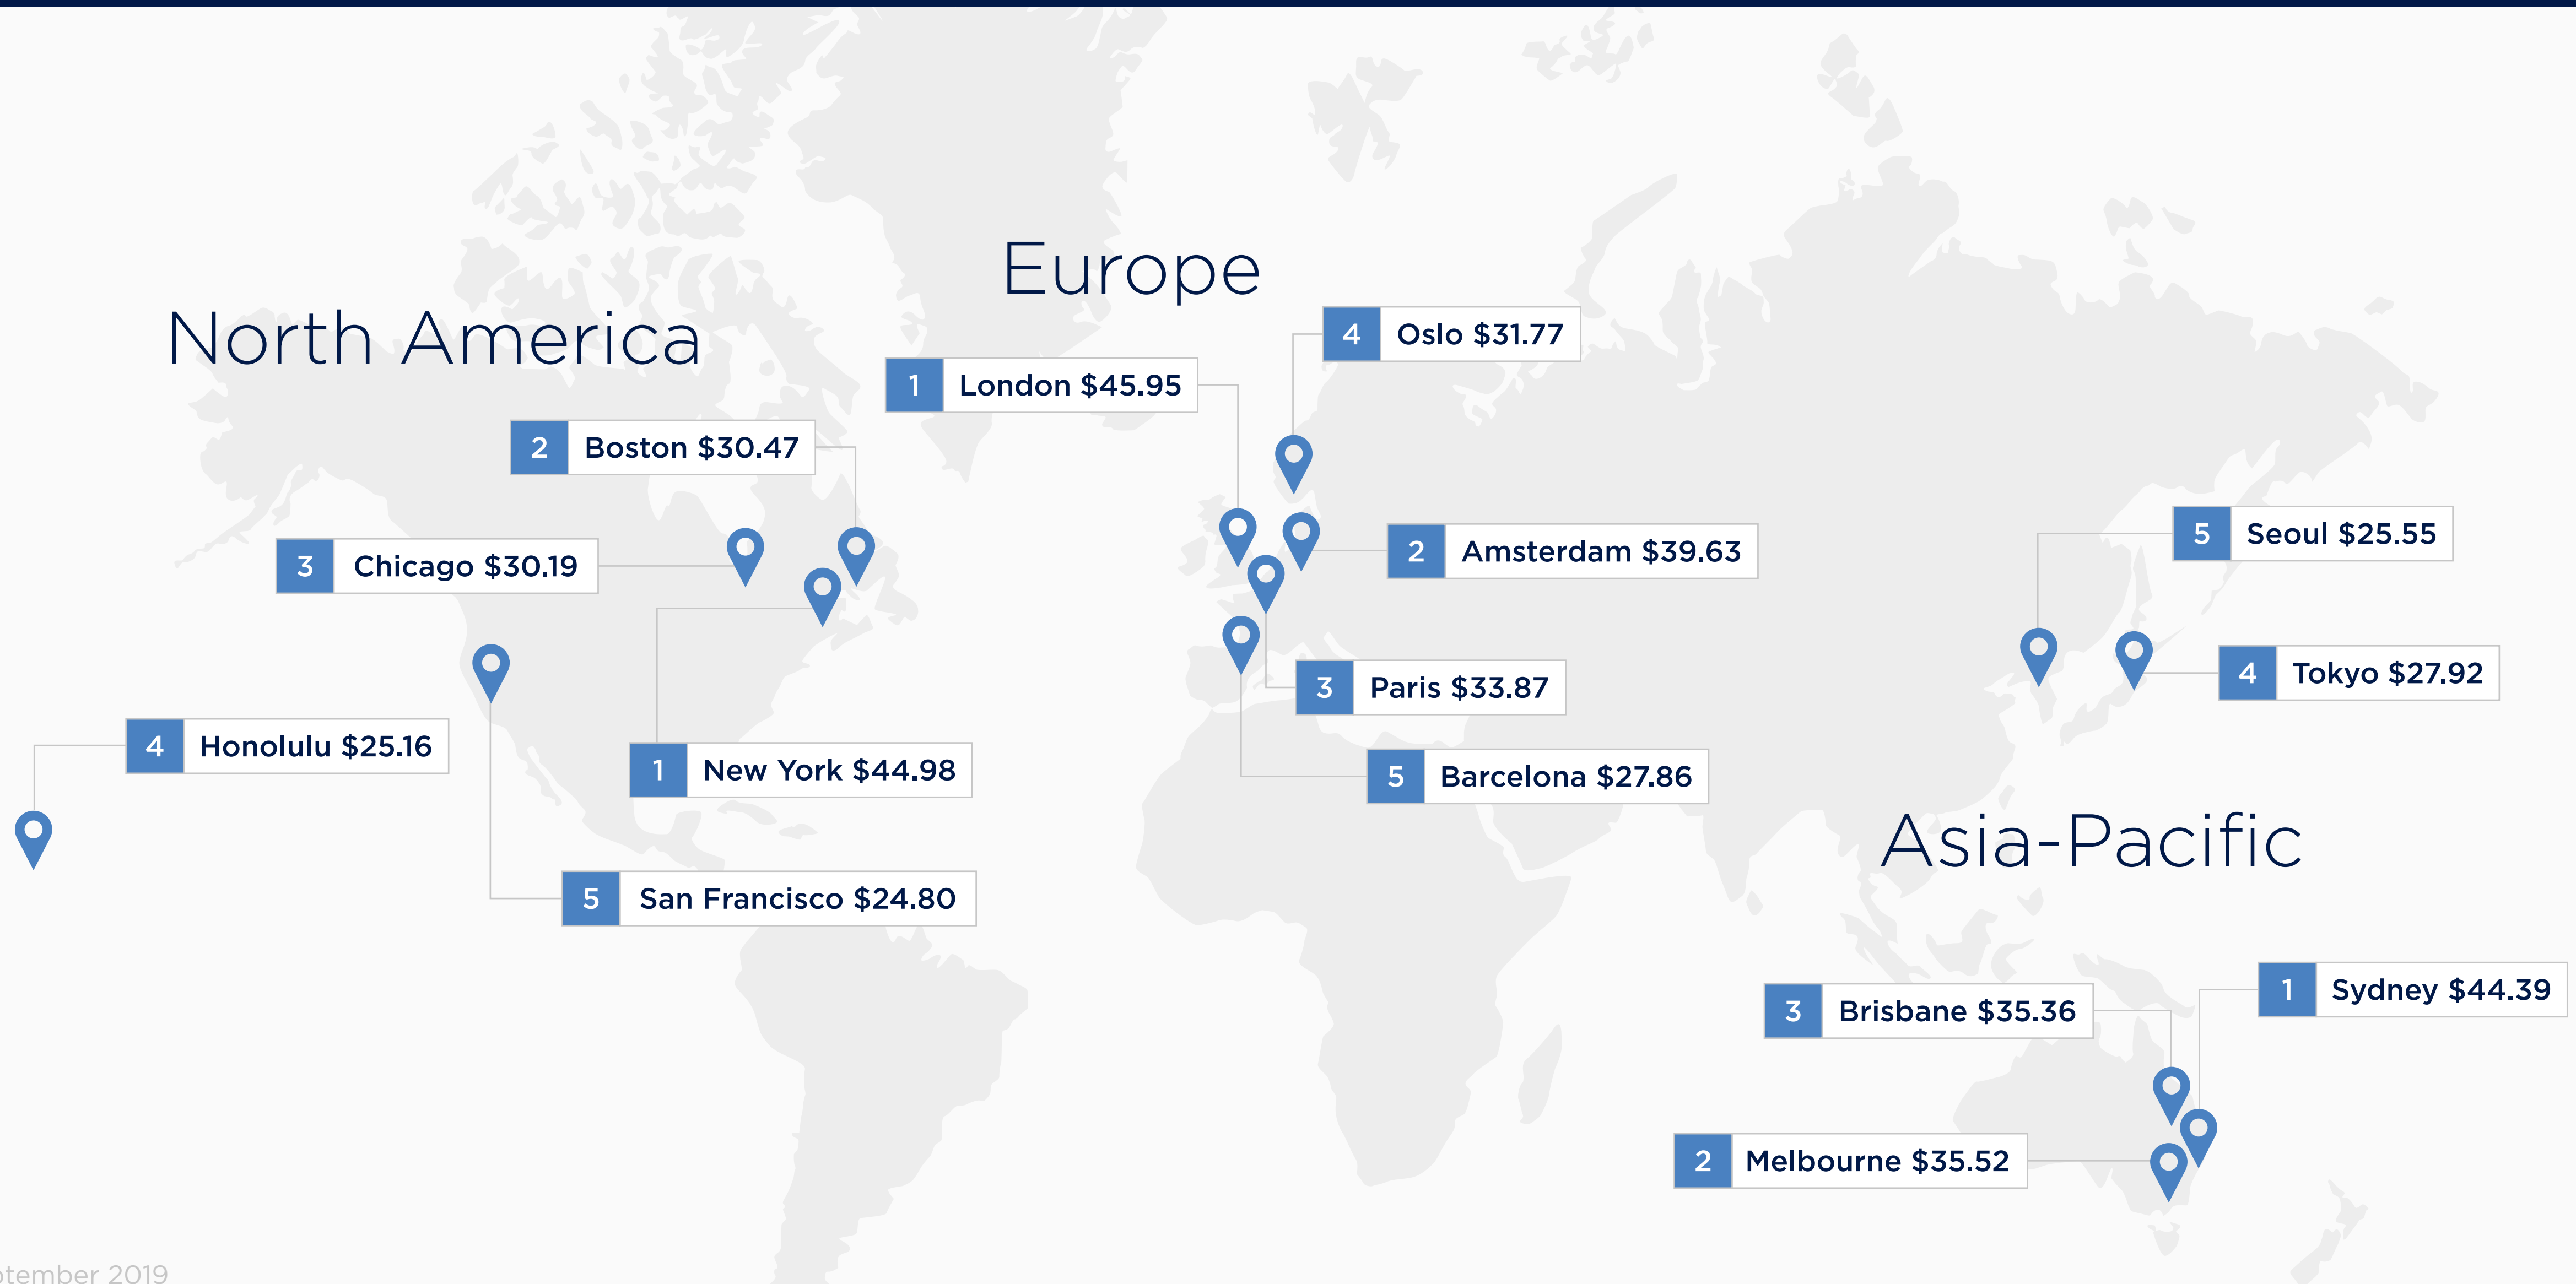 Europe
North America
4 Oslo $31.77
1 London $45.95
2 Boston $30.47
5 Seoul $25.55
2 Amsterdam $39.63
3 Chicago $30.19
4 Tokyo $27.92
3 Paris $33.87
4 Honolulu $25.16
1 New York $44.98
5 Barcelona $27.86
Asia-Pacific
5 San Francisco $24.80
1 Sydney $44.39
3 Brisbane $35.36
2 Melbourne $35.52
2019